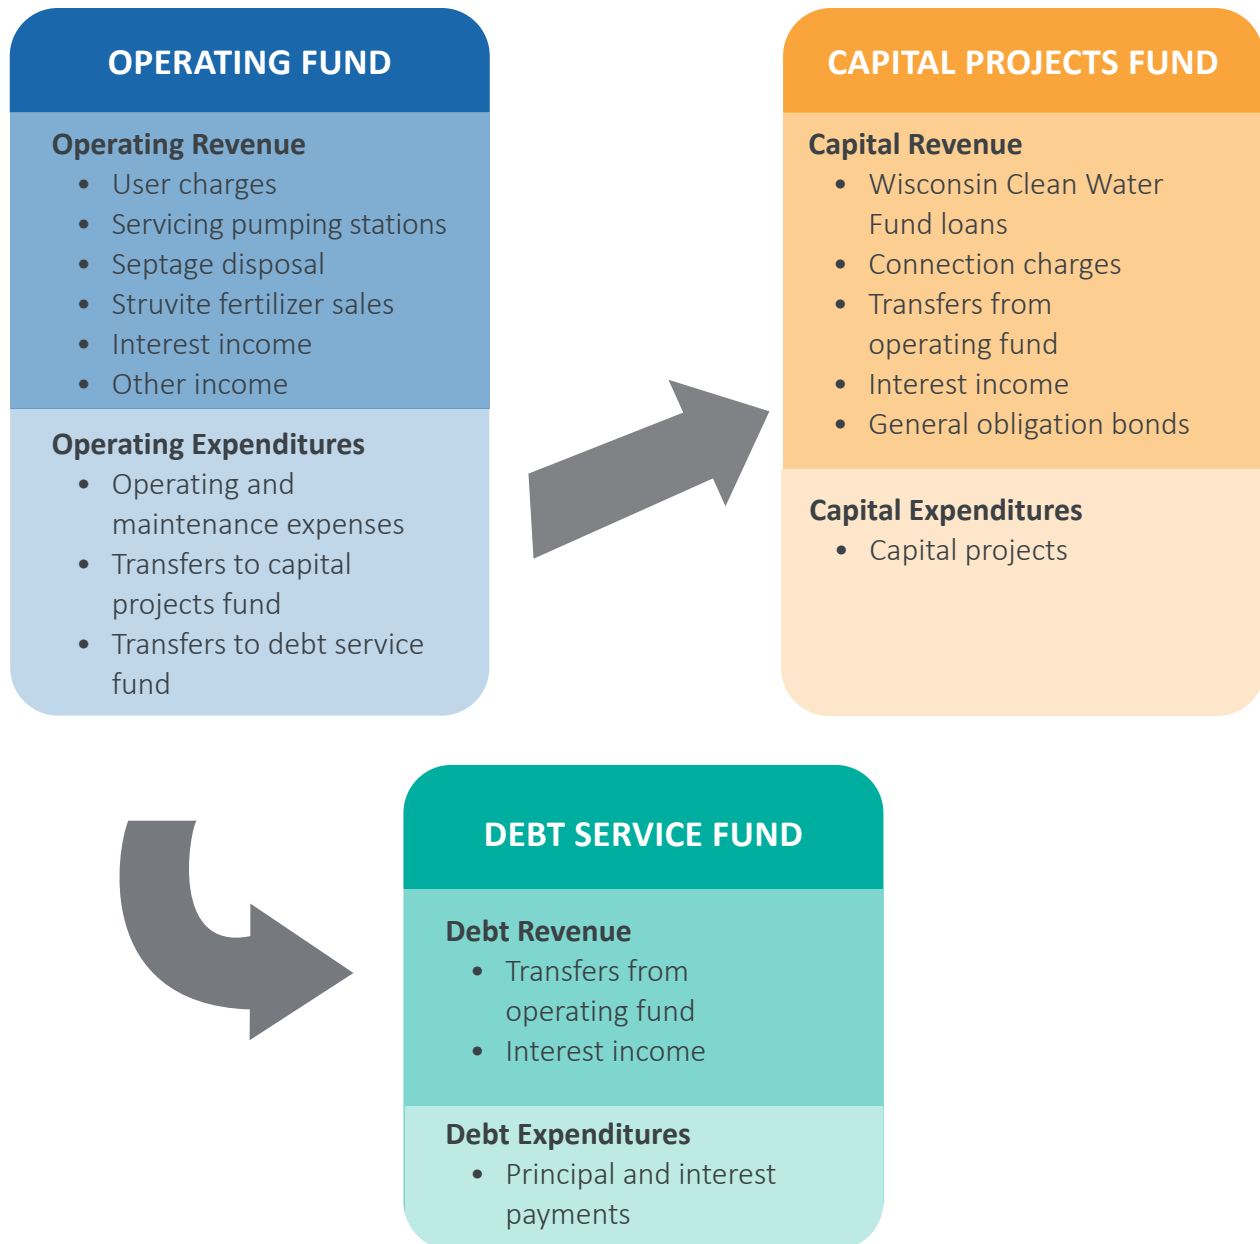 OPERATING FUND
Operating Revenue
• User charges
• Servicing pumping stations
• Septage disposal
• Struvite fertilizer sales
• Interest income
• Other income
Operating Expenditures
• Operating and
maintenance expenses
• Transfers to capital
projects fund
• Transfers to debt service
fund
CAPITAL PROJECTS FUND
Capital Revenue
• Wisconsin Clean Water
Fund loans
• Connection charges
• Transfers from
operating fund
• Interest income
• General obligation bonds
Capital Expenditures
• Capital projects
DEBT SERVICE FUND
Debt Revenue
• Transfers from
operating fund
• Interest income
Debt Expenditures
• Principal and interest
payments